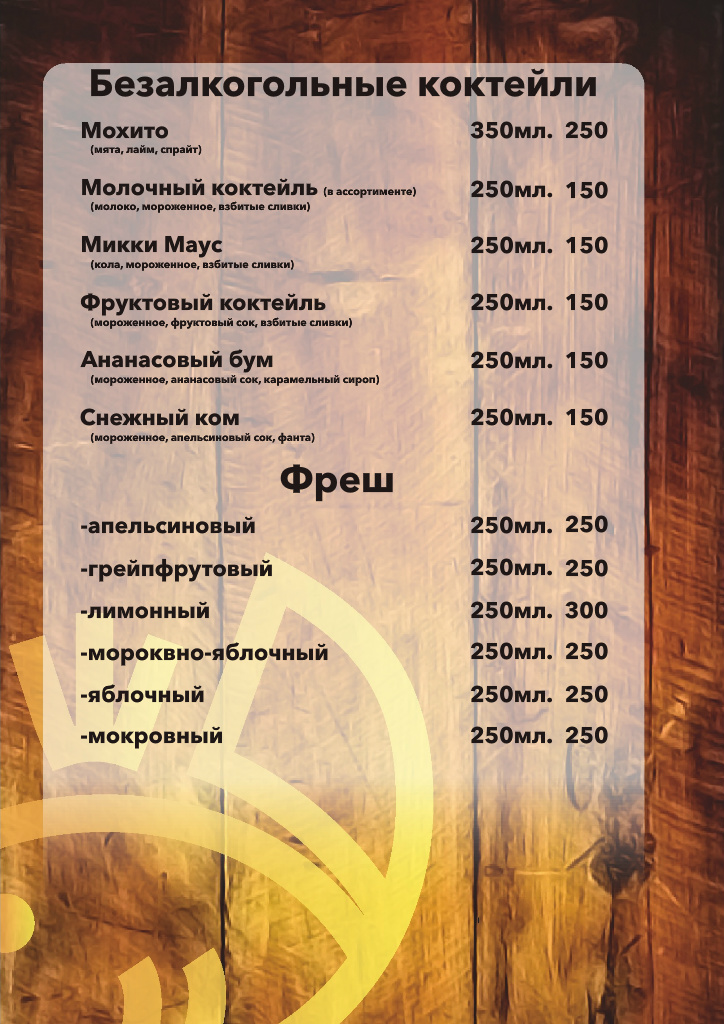 Безалкогольные коктейли
Мохито 350мл. 250
(мята, лайм, спрайт)
Молочный коктейль (в ассортименте) 250мл. 150
(молоко, мороженное, взбитые сливки)
Микки Маус 250мл. 150
(кола, мороженное, взбитые сливки)
Фруктовый коктейль 250мл. 150
(мороженное, фруктовый сок, взбитые сливки)
Ананасовый бум 250мл. 150
(мороженное, ананасовый сок, карамельный сироп)
Снежный ком 250мл. 150
(мороженное, апельсиновый сок, фанта)
Фреш
-апельсиновый 250мл. 250
-грейпфрутовый 250мл. 250
-лимонный 250мл. 300
-мороквно-яблочный 250мл. 250
-яблочный 250мл. 250
-мокровный 250мл. 250